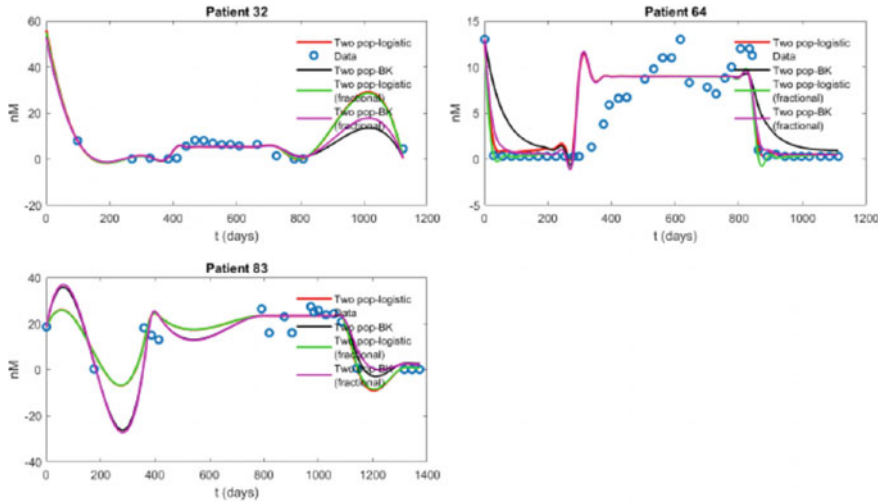 Patient 32
60
40
20
0
-20
nM
0
200
400
600
800
1000
1200
t (days)
Two pop-logistic
Data
Two pop-BK
Two pop-logistic
(fractional)
Two pop-BK
(fractional)
Patient 64
15
10
5
0
-5
nM
0
200
400
600
800
1000
1200
t (days)
Two pop-logistic
Data
Two pop-BK
Two pop-logistic
(fractional)
Two pop-BK
(fractional)
Patient 83
40
20
0
-20
-40
nM
0
200
400
600
800
1000
1200
1400
t (days)
Two pop-logistic
Data
Two pop-BK
Two pop-logistic
(fractional)
Two pop-BK
(fractional)